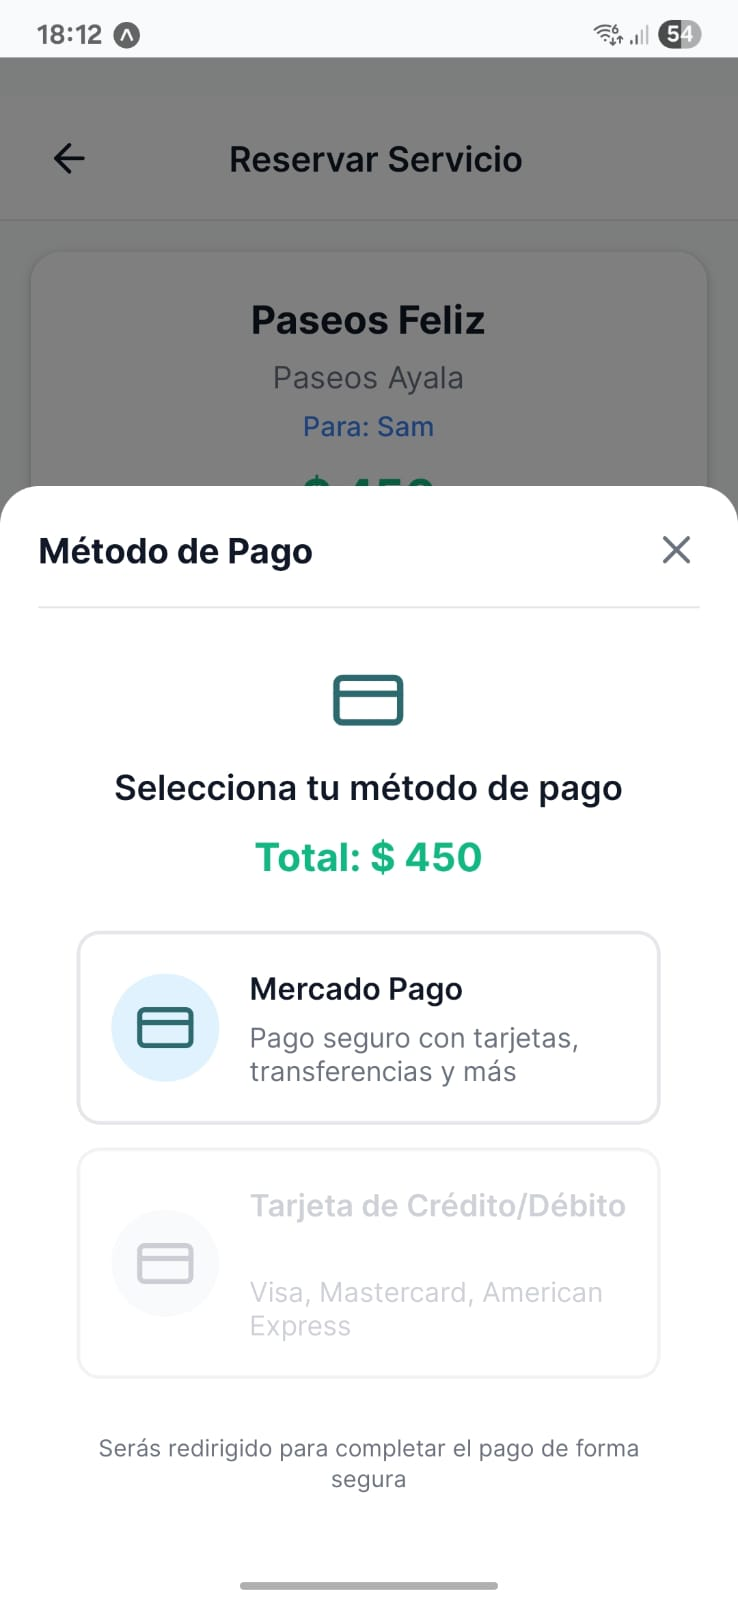 18:12
54
Reservar Servicio
Paseos Feliz
Paseos Ayala
Para: Sam
$ 450
Método de Pago
Selecciona tu método de pago
Total: $ 450
Mercado Pago
Pago seguro con tarjetas,
transferencias y más
Tarjeta de Crédito/Débito
Visa, Mastercard, American
Express
Serás redirigido para completar el pago de forma
segura